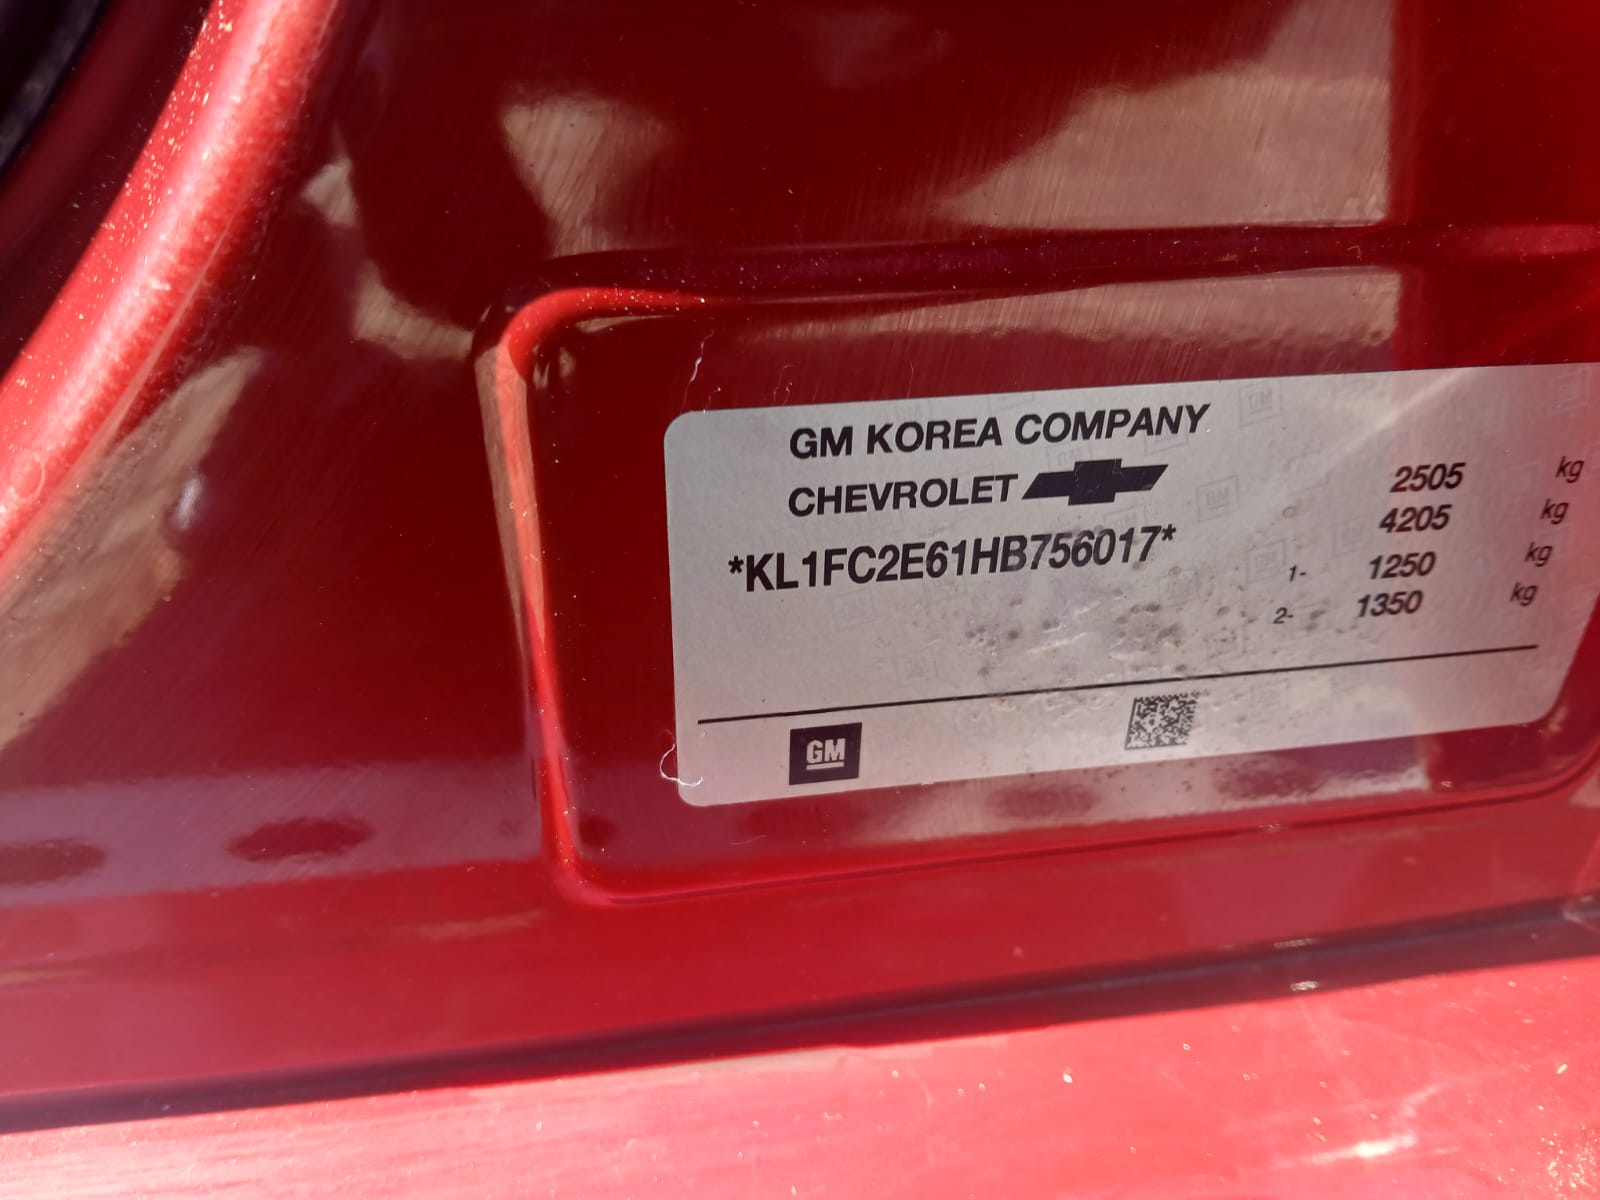 GM KOREA COMPANY
CHEVROLET
*KL1FC2E61HB756017*
2505 kg
4205 kg
1- 1250 kg
2- 1350 kg
GM